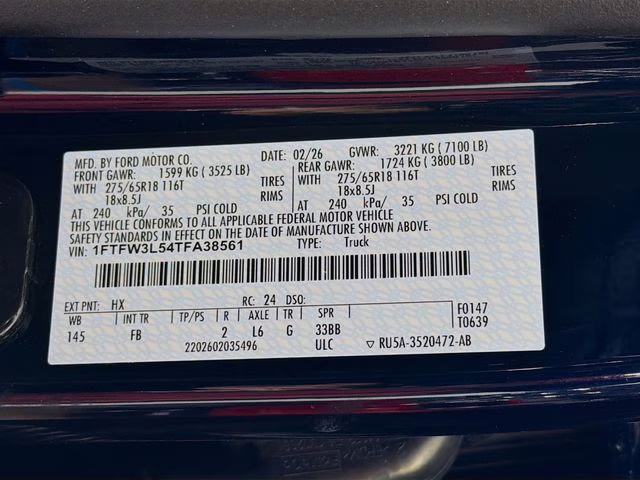 MFD. BY FORD MOTOR CO. DATE: 02/26 GVWR: 3221 KG ( 7100 LB)
FRONT GAWR: 1599 KG ( 3525 LB) REAR GAWR: 1724 KG ( 3800 LB)
WITH 275/65R18 116T TIRES WITH 275/65R18 116T TIRES
18x8.5J RIMS 18x8.5J RIMS
AT 240 kPa/ 35 PSI COLD AT 240 kPa/ 35 PSI COLD
THIS VEHICLE CONFORMS TO ALL APPLICABLE FEDERAL MOTOR VEHICLE
SAFETY STANDARDS IN EFFECT ON THE DATE OF MANUFACTURE SHOWN ABOVE.
VIN: 1FTFW3L54TFA38561 TYPE: Truck
EXT PNT: HX RC: 24 DSO: F0147
WB INT TR TP/PS R AXLE TR SPR T0639
145 FB 2 L6 G 33BB
2202602035496 ULC ▽ RU5A-3520472-AB